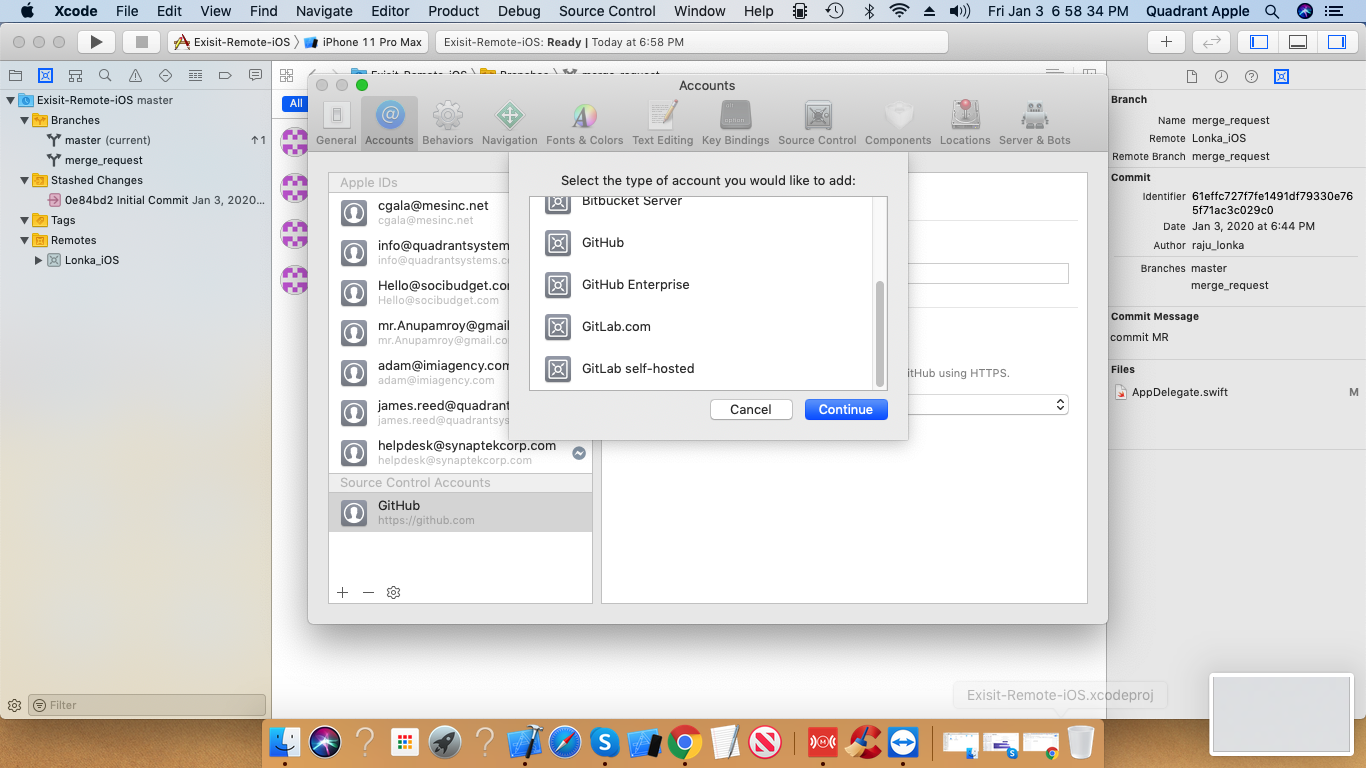 Xcode File Edit View Find Navigate Editor Product Debug Source Control Window Help Fri Jan 3 6 58 34 PM Quadrant Apple
Exisit-Remote-iOS iPhone 11 Pro Max Exisit-Remote-iOS: Ready | Today at 6:58 PM
Exisit-Remote-iOS master
Branches
master (current) ↑1
merge_request
Stashed Changes
0e84bd2 Initial Commit Jan 3, 2020...
Tags
Remotes
Lonka_iOS
Filter
All
Accounts
General Accounts Behaviors Navigation Fonts & Colors Text Editing Key Bindings Source Control Components Locations Server & Bots
Apple IDs
cgala@mesinc.net
cgala@mesinc.net
info@quadrantsystem
info@quadrantsystems.c
Hello@socibudget.co
Hello@socibudget.com
mr.Anupamroy@gmail
mr.Anupamroy@gmail.co
adam@imiagency.com
adam@imiagency.com
james.reed@quadrant
james.reed@quadrantsys
helpdesk@synaptekcorp.com
helpdesk@synaptekcorp.com
Source Control Accounts
GitHub
https://github.com
Select the type of account you would like to add:
Bitbucket Server
GitHub
GitHub Enterprise
GitLab.com
GitLab self-hosted
Cancel Continue
itHub using HTTPS.
Branch
Name merge_request
Remote Lonka_iOS
Remote Branch merge_request
Commit
Identifier 61effc727f7fe1491df79330e76
5f71ac3c029c0
Date Jan 3, 2020 at 6:44 PM
Author raju_lonka
Branches master
merge_request
Commit Message
commit MR
Files
AppDelegate.swift M
Exisit-Remote-iOS.xcodeproj